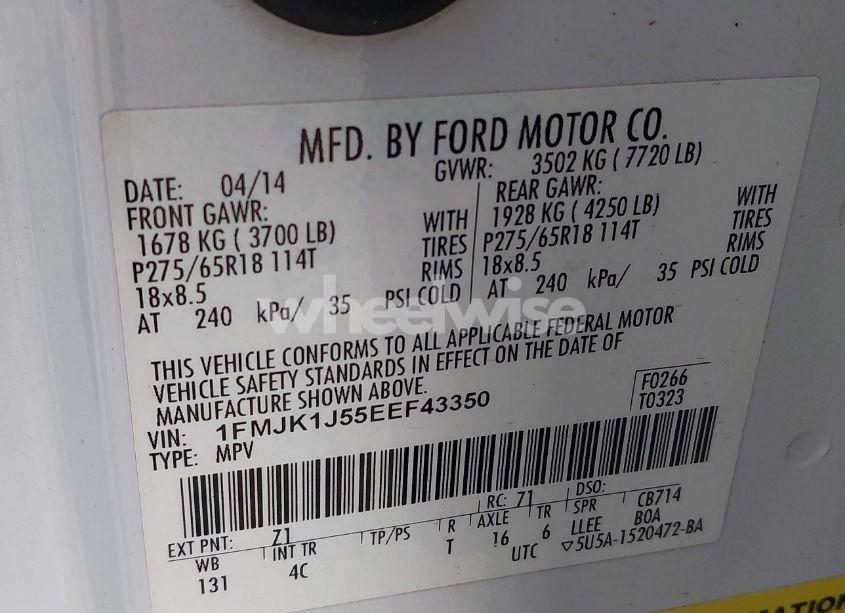 MFD. BY FORD MOTOR CO.
DATE: 04/14 GVWR: 3502 KG ( 7720 LB)
FRONT GAWR: REAR GAWR:
1678 KG ( 3700 LB) WITH 1928 KG ( 4250 LB) WITH
P275/65R18 114T TIRES P275/65R18 114T TIRES
18x8.5 RIMS 18x8.5 RIMS
AT 240 kPa/ 35 PSI COLD AT 240 kPa/ 35 PSI COLD
wheelwise
THIS VEHICLE CONFORMS TO ALL APPLICABLE FEDERAL MOTOR
VEHICLE SAFETY STANDARDS IN EFFECT ON THE DATE OF
MANUFACTURE SHOWN ABOVE.
VIN: 1FMJK1J55EEF43350 F0266
TYPE: MPV T0323
EXT PNT: Z1 RC: 71 DSO:
WB INT TR TP/PS R AXLE TR SPR CB714
131 4C T 16 6 LLEE B0A
UTC ▽5U5A-1520472-BA